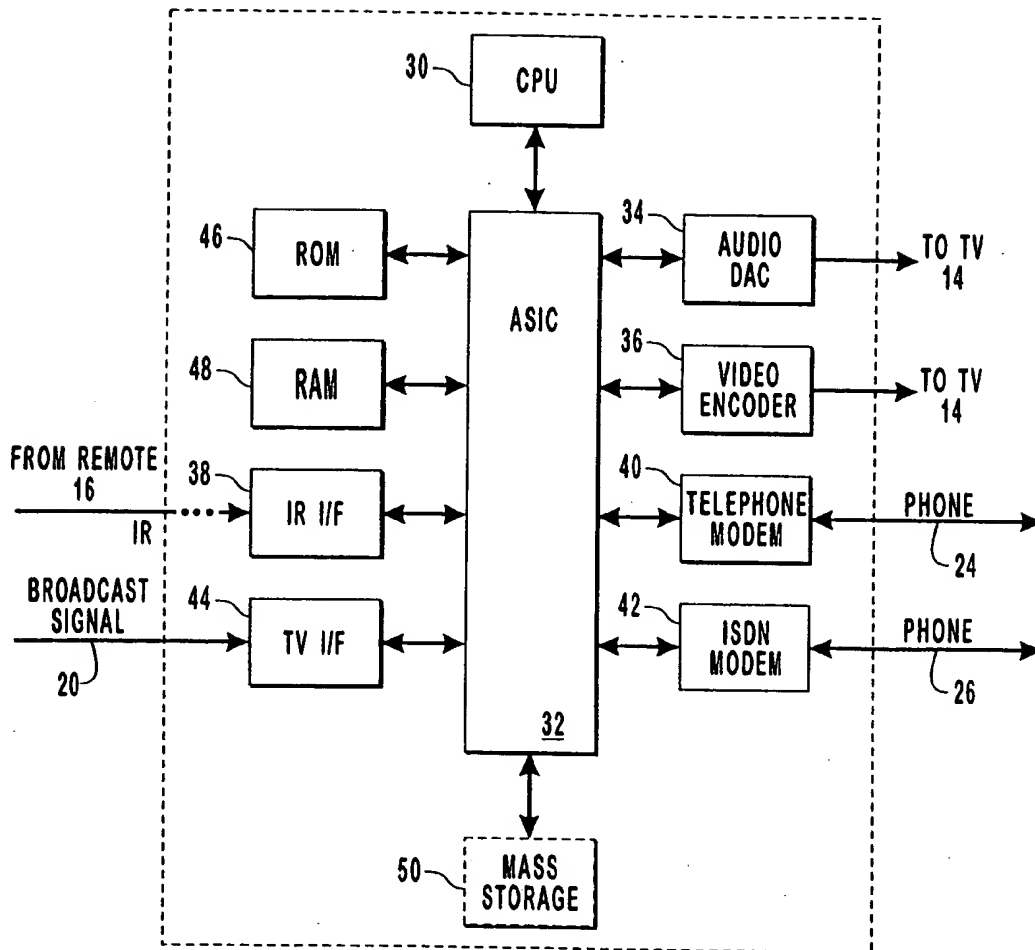 30
CPU
46
ROM
34
AUDIO
DAC
TO TV
14
ASIC
48
RAM
36
VIDEO
ENCODER
TO TV
14
FROM REMOTE
16
IR
38
IR I/F
40
TELEPHONE
MODEM
PHONE
24
BROADCAST
SIGNAL
20
44
TV I/F
42
ISDN
MODEM
PHONE
26
32
50
MASS
STORAGE